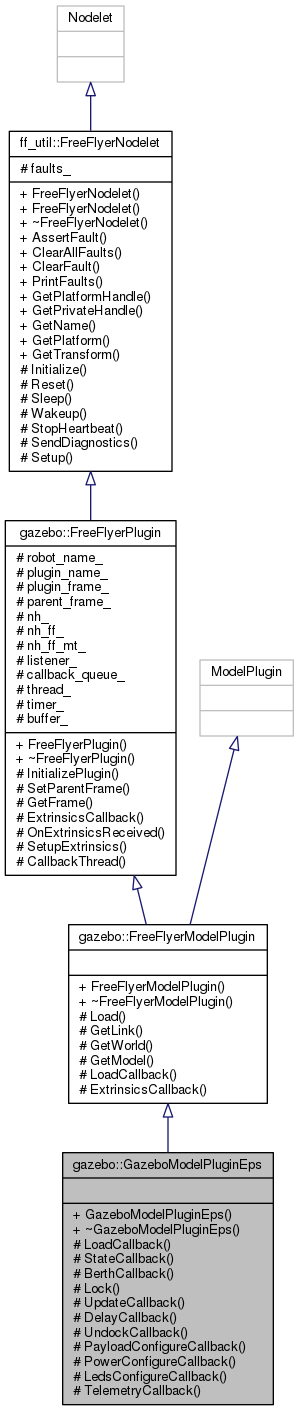 Nodelet
ff_util::FreeFlyerNodelet
# faults_
+ FreeFlyerNodelet()
+ FreeFlyerNodelet()
+ ~FreeFlyerNodelet()
+ AssertFault()
+ ClearAllFaults()
+ ClearFault()
+ PrintFaults()
+ GetPlatformHandle()
+ GetPrivateHandle()
+ GetName()
+ GetPlatform()
+ GetTransform()
# Initialize()
# Reset()
# Sleep()
# Wakeup()
# StopHeartbeat()
# SendDiagnostics()
# Setup()
gazebo::FreeFlyerPlugin
# robot_name_
# plugin_name_
# plugin_frame_
# parent_frame_
# nh_
# nh_ff_
# nh_ff_mt_
# listener_
# callback_queue_
# thread_
# timer_
# buffer_
+ FreeFlyerPlugin()
+ ~FreeFlyerPlugin()
# InitializePlugin()
# SetParentFrame()
# GetFrame()
# ExtrinsicsCallback()
# OnExtrinsicsReceived()
# SetupExtrinsics()
# CallbackThread()
ModelPlugin
gazebo::FreeFlyerModelPlugin
+ FreeFlyerModelPlugin()
+ ~FreeFlyerModelPlugin()
# Load()
# GetLink()
# GetWorld()
# GetModel()
# LoadCallback()
# ExtrinsicsCallback()
gazebo::GazeboModelPluginEps
+ GazeboModelPluginEps()
+ ~GazeboModelPluginEps()
# LoadCallback()
# StateCallback()
# BerthCallback()
# Lock()
# UpdateCallback()
# DelayCallback()
# UndockCallback()
# PayloadConfigureCallback()
# PowerConfigureCallback()
# LedsConfigureCallback()
# TelemetryCallback()